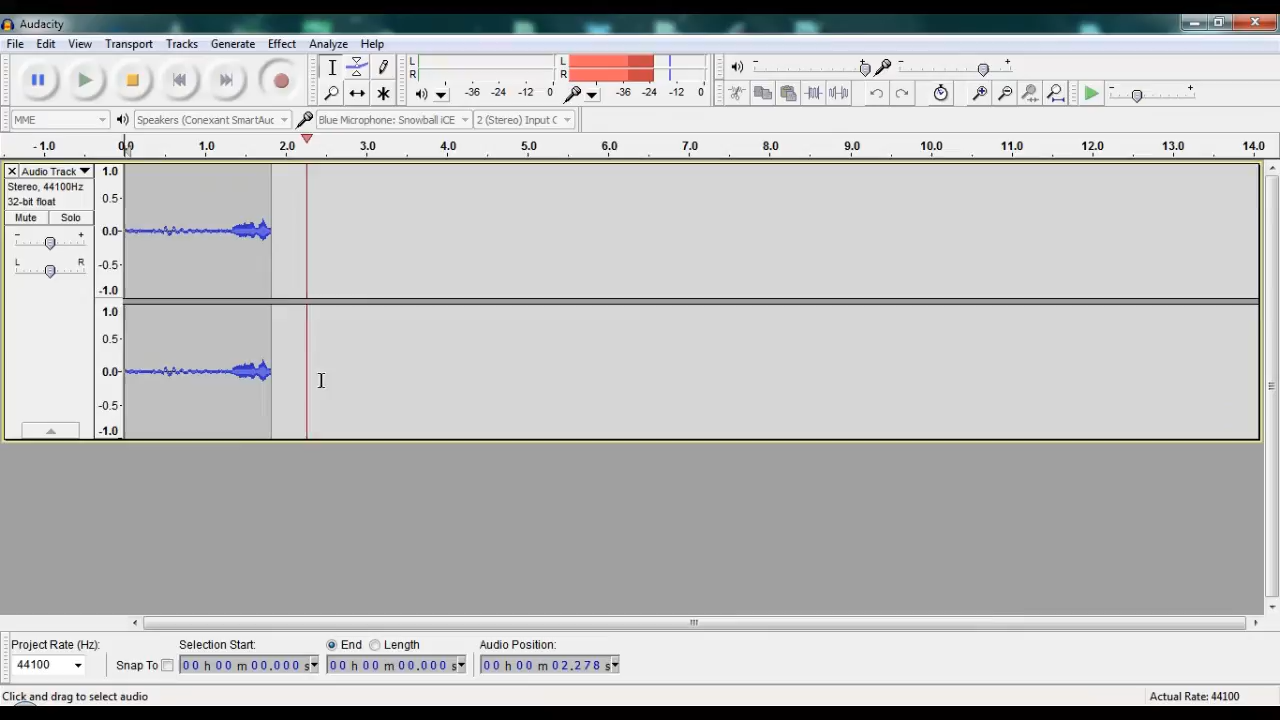 Audacity
File Edit View Transport Tracks Generate Effect Analyze Help
L
R
-36 -24 -12 0
L
R
-36 -24 -12 0
- +
- +
- +
MME
Speakers (Conexant SmartAuc
Blue Microphone: Snowball iCE
2 (Stereo) Input C
- 1.0 0.0 1.0 2.0 3.0 4.0 5.0 6.0 7.0 8.0 9.0 10.0 11.0 12.0 13.0 14.0
Audio Track
Stereo, 44100Hz
32-bit float
Mute Solo
- +
L R
1.0
0.5-
0.0-
-0.5-
-1.0
1.0
0.5-
0.0-
-0.5-
-1.0
Project Rate (Hz):
44100
Snap To
Selection Start:
00 h 00 m 00.000 s
End Length
00 h 00 m 00.000 s
Audio Position:
00 h 00 m 02.278 s
Click and drag to select audio
Actual Rate: 44100